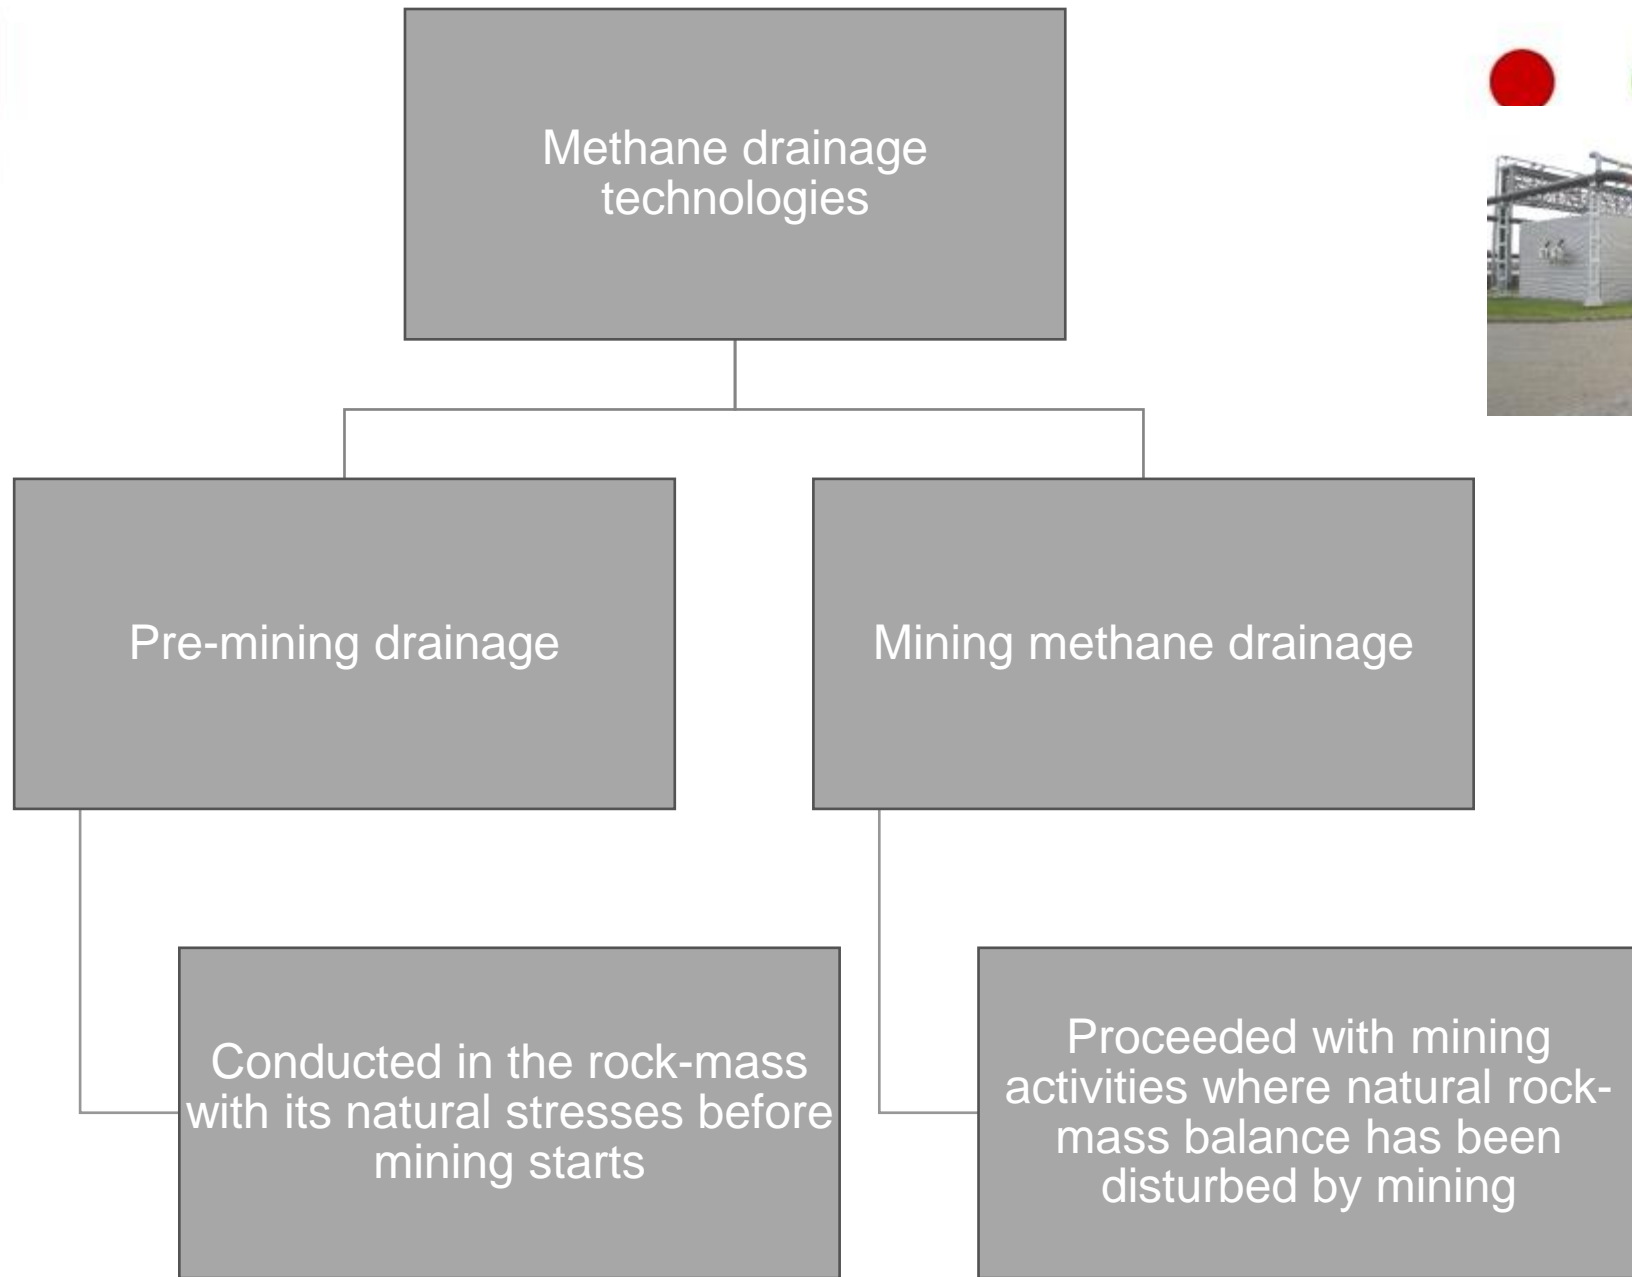 Methane drainage
technologies
Pre-mining drainage
Mining methane drainage
Conducted in the rock-mass
with its natural stresses before
mining starts
Proceeded with mining
activities where natural rock-
mass balance has been
disturbed by mining